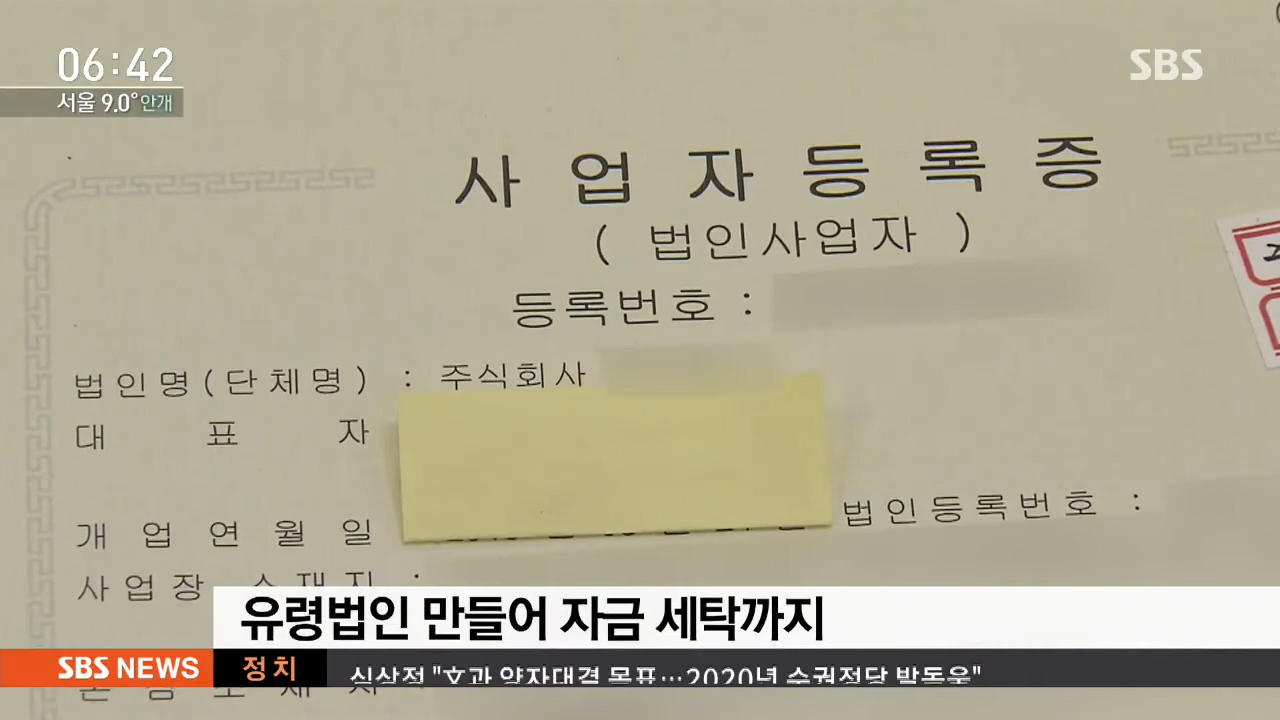 06:42
SBS
서울 9.0° 안개
사업자등록증
( 법인사업자 )
등록번호 :
법인명(단체명) : 주식회사
대표자
개업연월일
법인등록번호 :
사업장 소재지 :
유령법인 만들어 자금 세탁까지
SBS NEWS
정치
심상정 "文과 양자대결 목표…2020년 수권정당 발돋움"